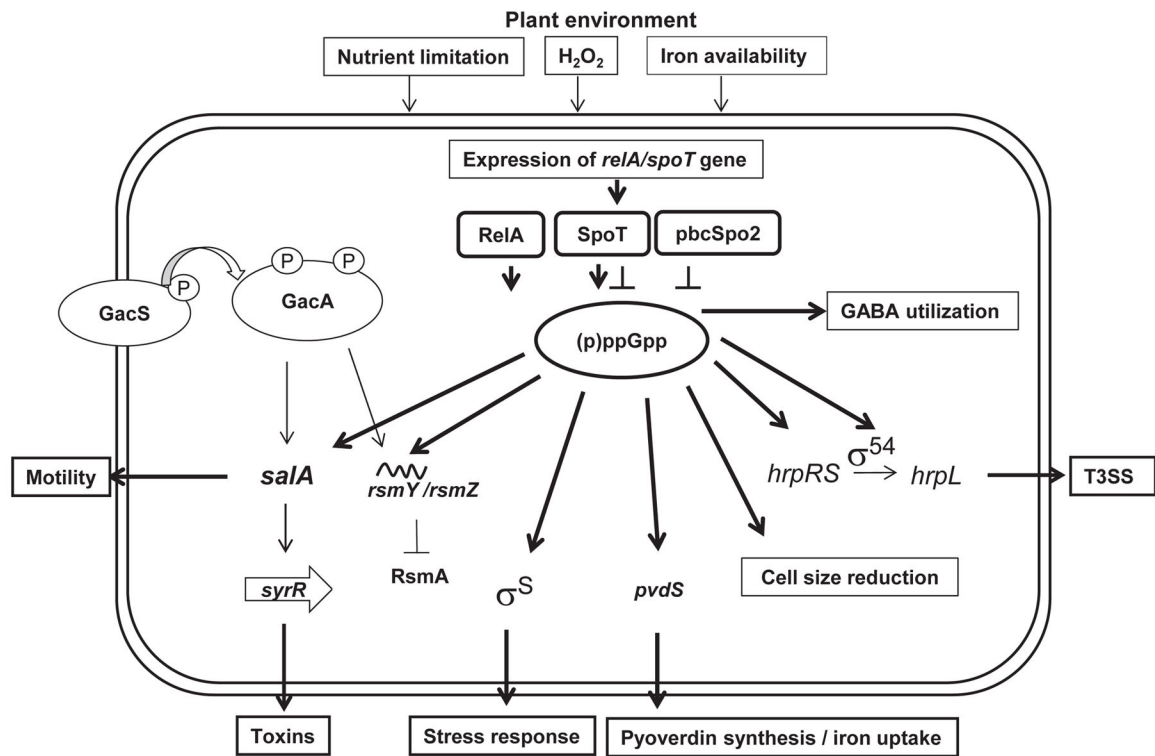 Plant environment
Nutrient limitation
H₂O₂
Iron availability
Expression of relA/spoT gene
RelA
SpoT
pbcSpo2
P
P
P
GacS
GacA
(p)ppGpp
GABA utilization
Motility
salA
rsmY/rsmZ
hrpRS
σ⁵⁴
hrpL
T3SS
syrR
RsmA
σˢ
pvdS
Cell size reduction
Toxins
Stress response
Pyoverdin synthesis / iron uptake